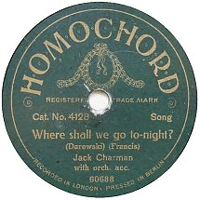 HOMOCHORD
REGISTERED TRADE MARK
Cat. No. 4128 Song
Where shall we go to-night?
(Darewski) (Francis)
Jack Charman
with orch. acc.
60688
RECORDED IN LONDON - PRESSED IN BERLIN